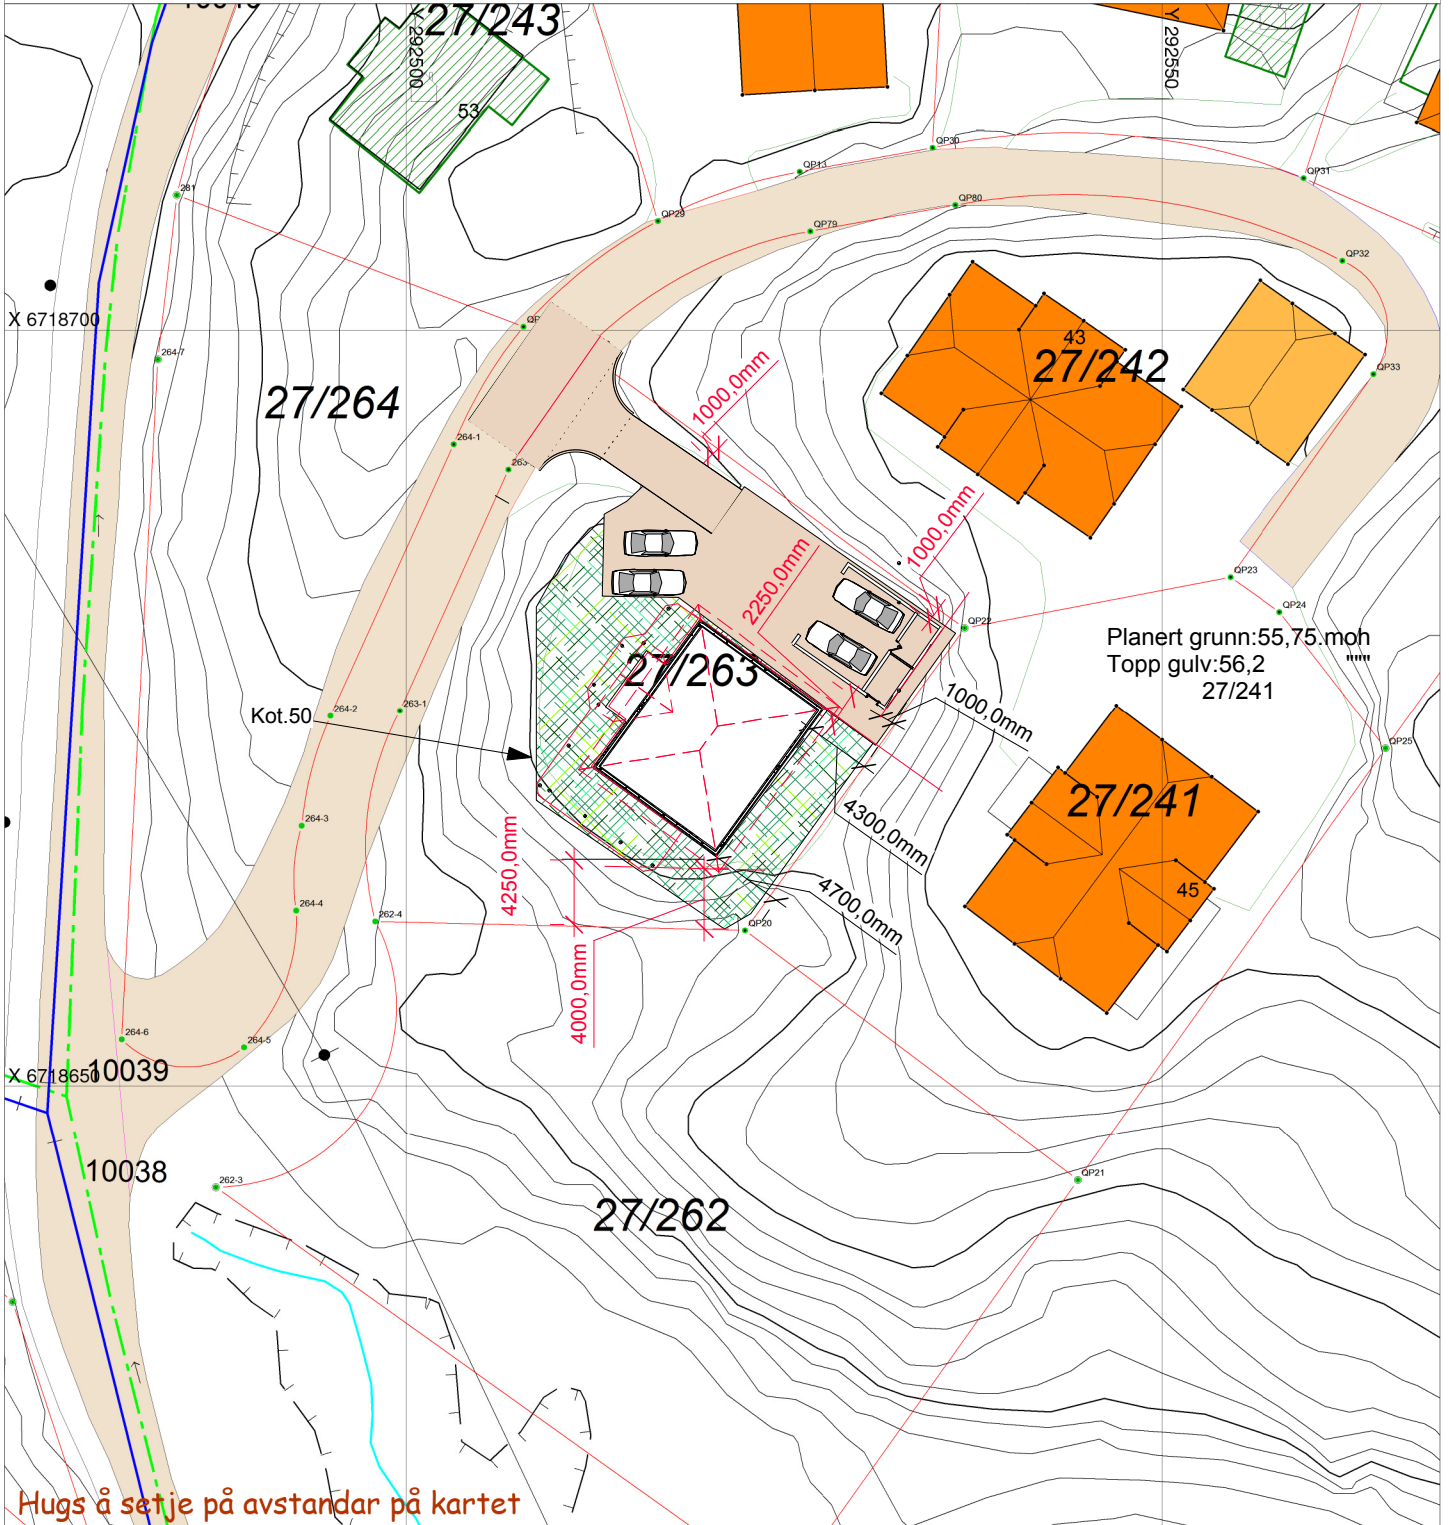 27/243
Y 292500
Y 292550
53
QP30
QP13
QP31
281
QP80
QP29
QP79
QP32
X 6718700
43
264-7
27/242
QP33
27/264
1000,0mm
264-1
1000,0mm
2250,0mm
QP23
QP24
QP22
Planert grunn:55,75.moh
Topp gulv:56,2 """
27/241
27/263
Kot.50
264-2
263-1
1000,0mm
QP25
27/241
264-3
4300,0mm
4250,0mm
45
264-4
262-4
4700,0mm
QP20
4000,0mm
264-6
264-5
X 6718650
10039
10038
QP21
262-3
27/262
Hugs å setje på avstandar på kartet